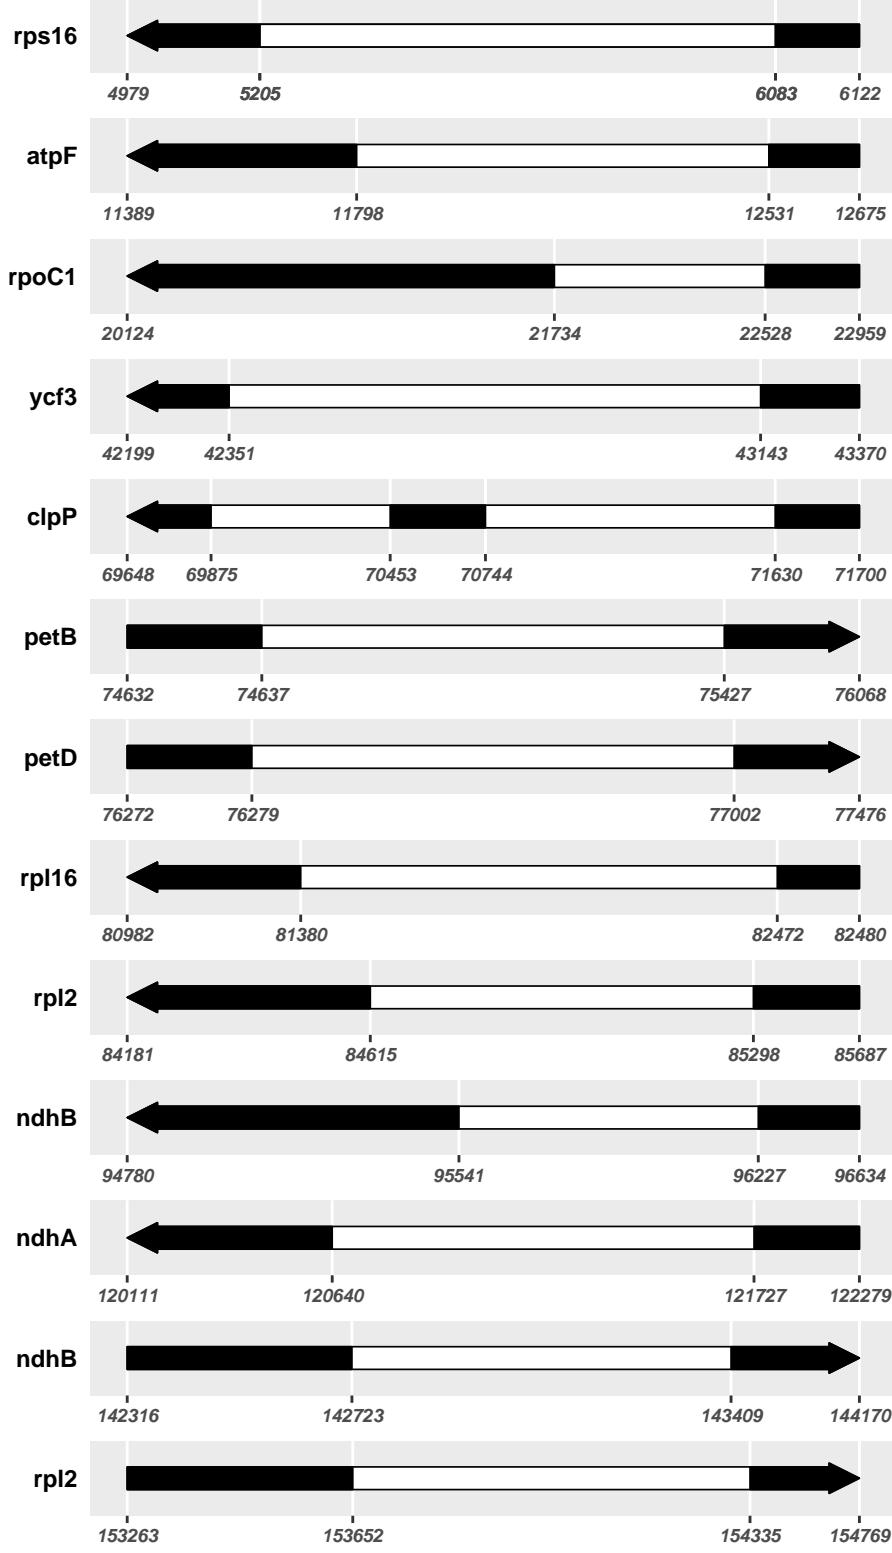 rps16
4979 5205 6083 6122
atpF
11389 11798 12531 12675
rpoC1
20124 21734 22528 22959
ycf3
42199 42351 43143 43370
clpP
69648 69875 70453 70744 71630 71700
petB
74632 74637 75427 76068
petD
76272 76279 77002 77476
rpl16
80982 81380 82472 82480
rpl2
84181 84615 85298 85687
ndhB
94780 95541 96227 96634
ndhA
120111 120640 121727 122279
ndhB
142316 142723 143409 144170
rpl2
153263 153652 154335 154769